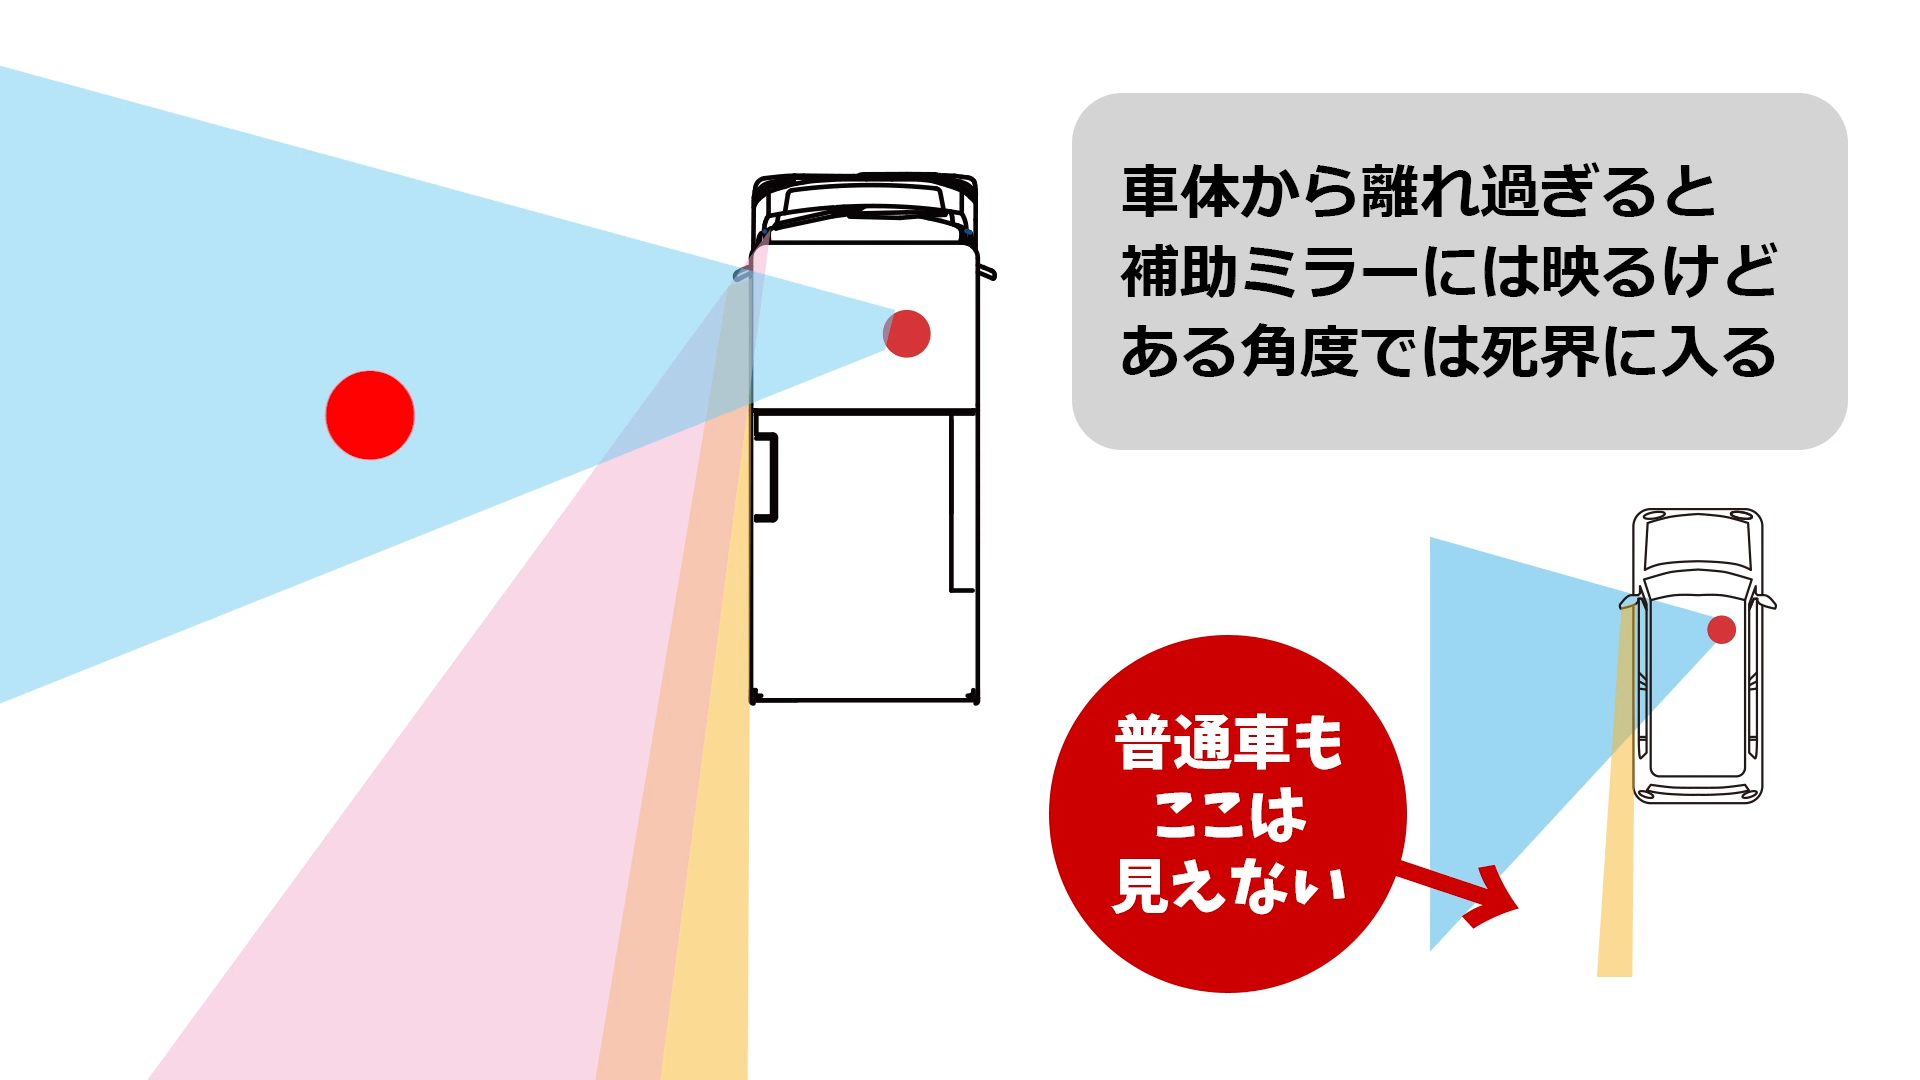 車体から離れ過ぎると
補助ミラーには映るけど
ある角度では死界に入る
普通車も
ここは
見えない